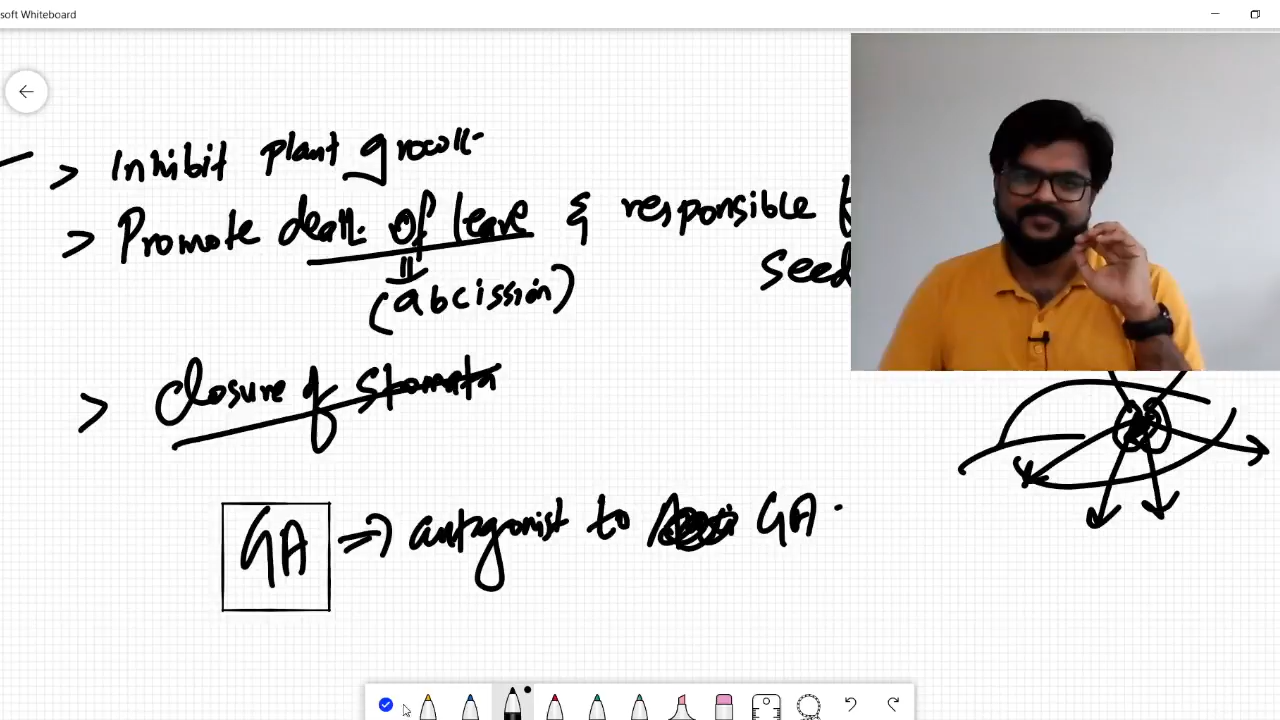 soft Whiteboard
> Inhibit plant growth
> Promote death of leave & responsible
seed
(abcission)
> closure of stomata
GA => antagonist to GA.